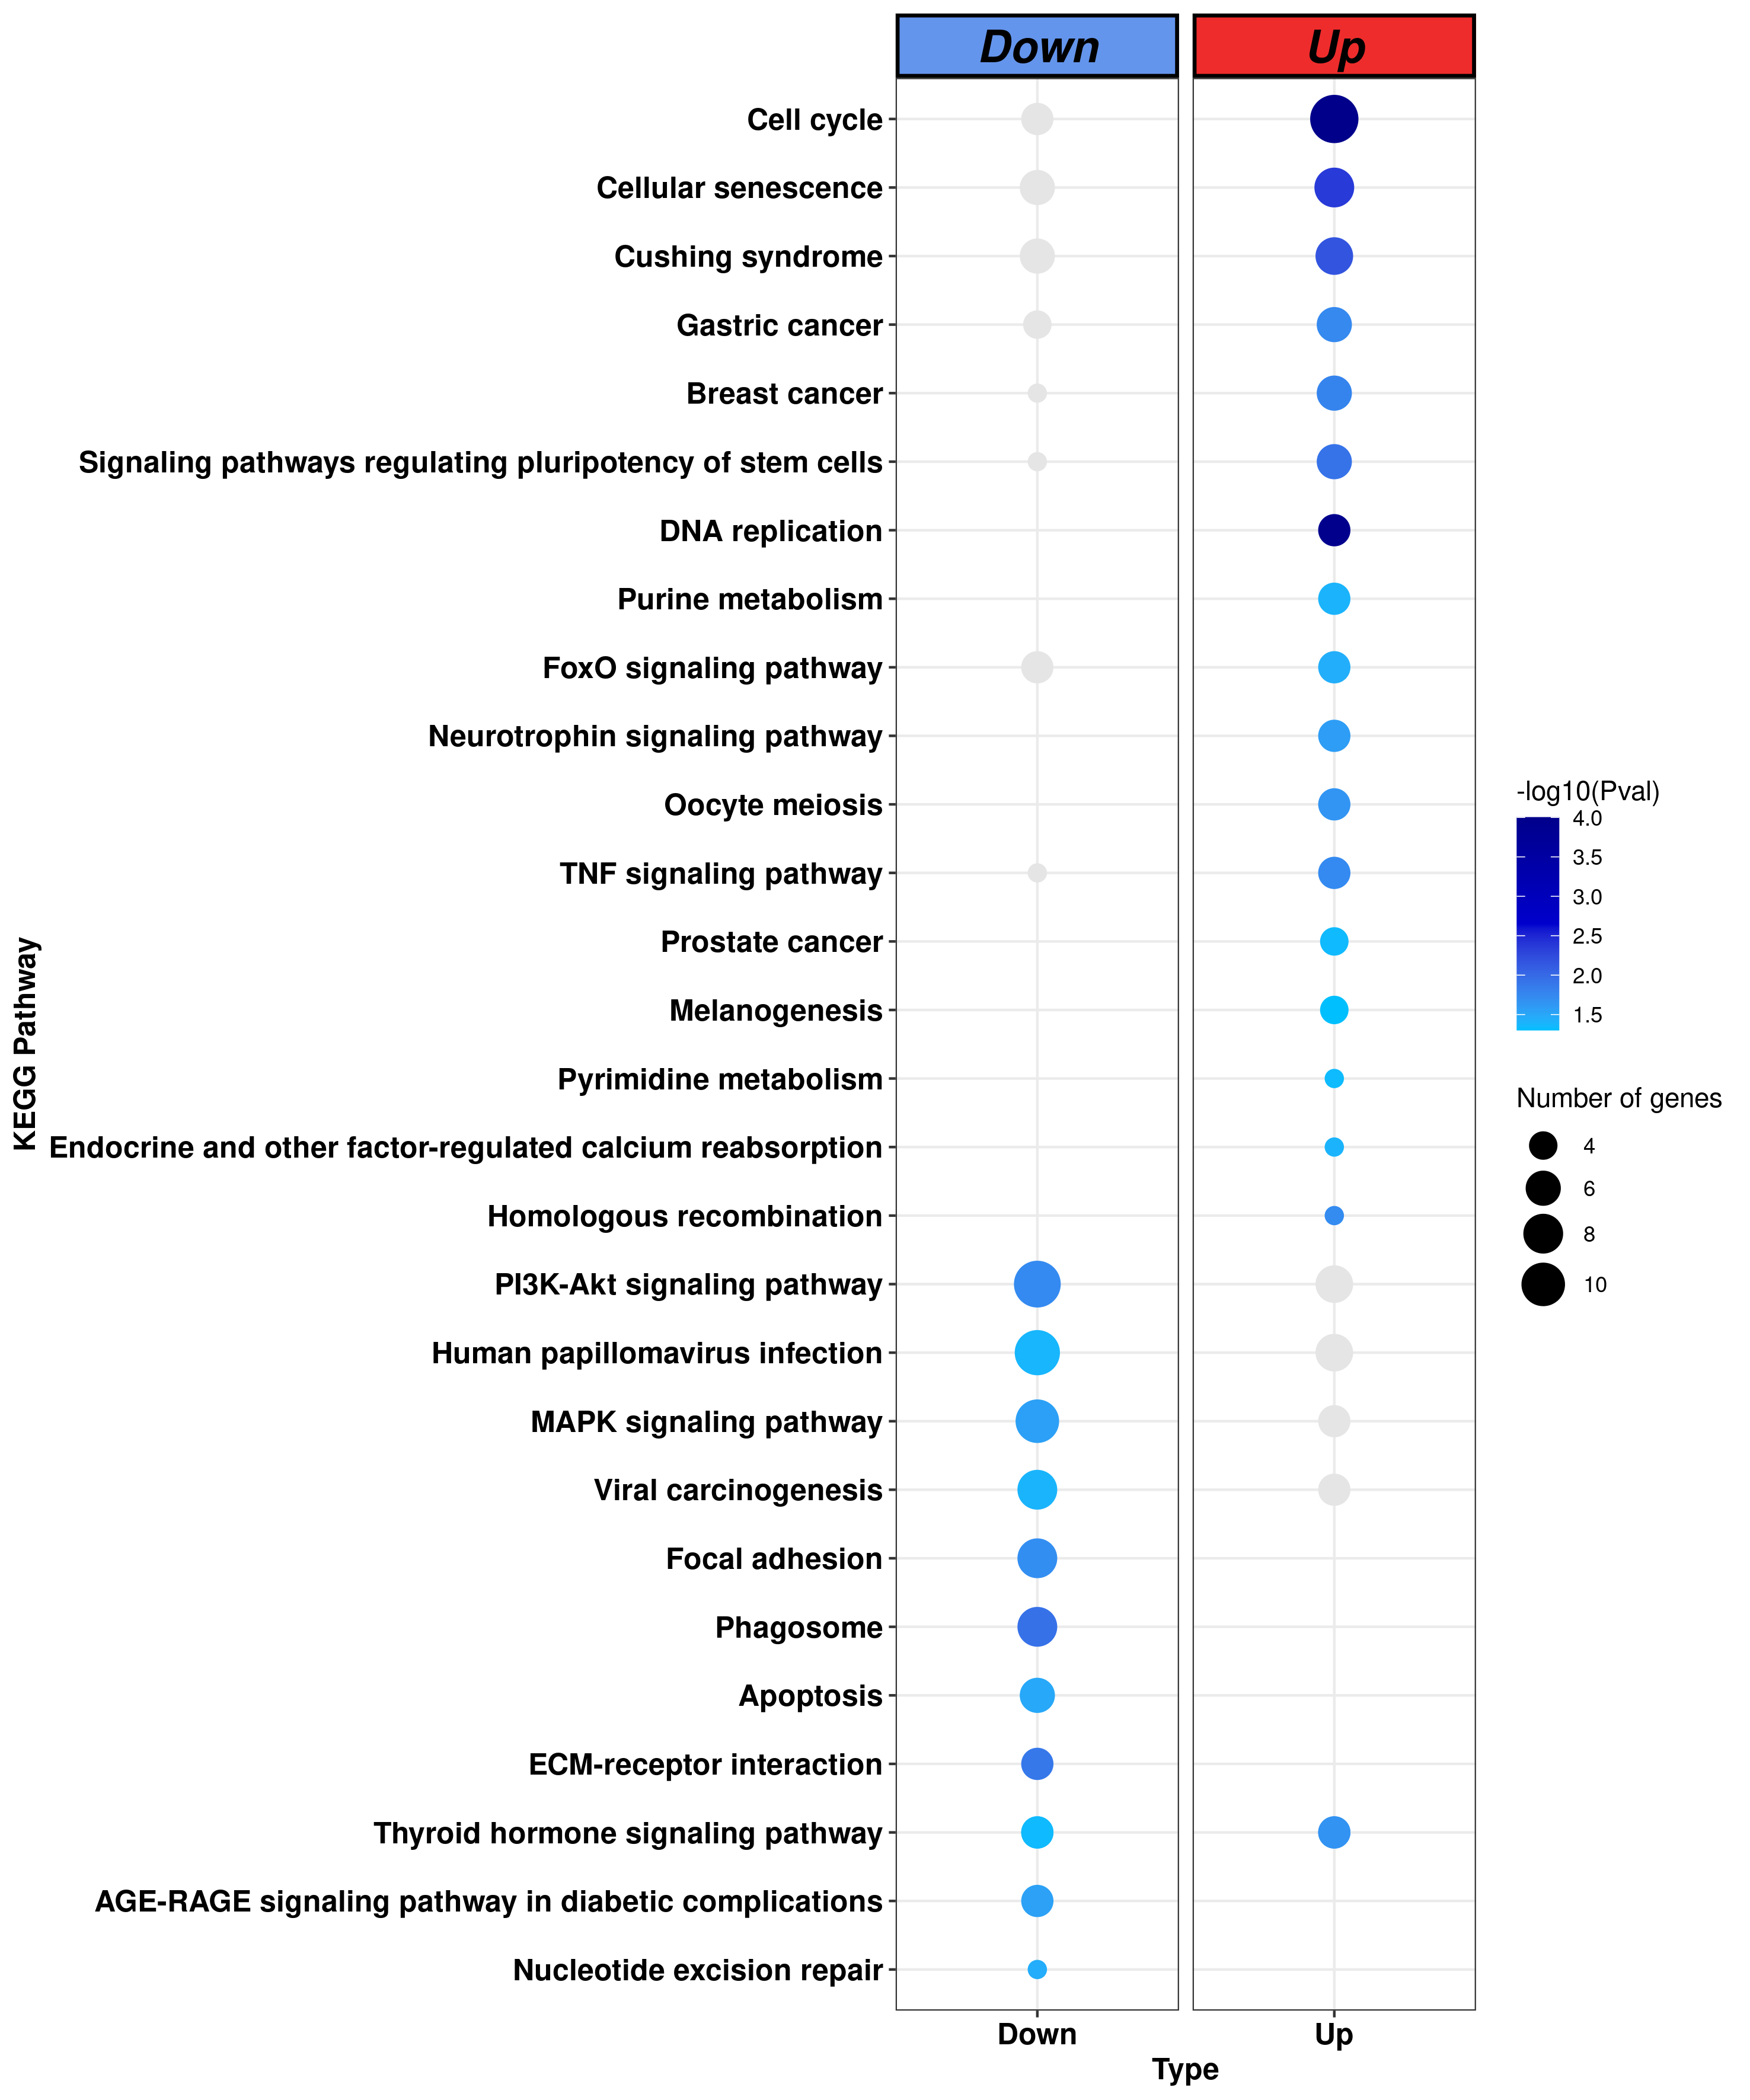 Down
Up
Cell cycle
Cellular senescence
Cushing syndrome
Gastric cancer
Breast cancer
Signaling pathways regulating pluripotency of stem cells
DNA replication
Purine metabolism
FoxO signaling pathway
Neurotrophin signaling pathway
Oocyte meiosis
TNF signaling pathway
Prostate cancer
Melanogenesis
Pyrimidine metabolism
Endocrine and other factor-regulated calcium reabsorption
Homologous recombination
PI3K-Akt signaling pathway
Human papillomavirus infection
MAPK signaling pathway
Viral carcinogenesis
Focal adhesion
Phagosome
Apoptosis
ECM-receptor interaction
Thyroid hormone signaling pathway
AGE-RAGE signaling pathway in diabetic complications
Nucleotide excision repair
KEGG Pathway
Down
Up
Type
-log10(Pval)
4.0
3.5
3.0
2.5
2.0
1.5
Number of genes
4
6
8
10